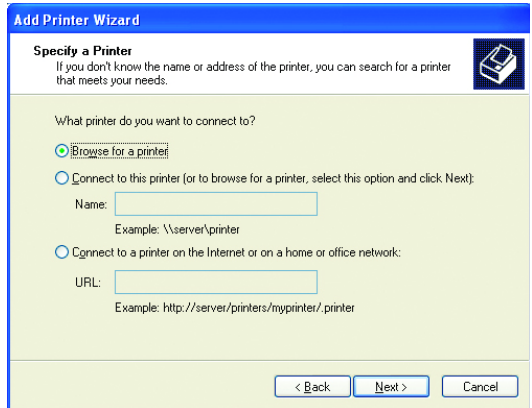 Add Printer Wizard
Specify a Printer
If you don't know the name or address of the printer, you can search for a printer
that meets your needs.
What printer do you want to connect to?
Browse for a printer
Connect to this printer (or to browse for a printer, select this option and click Next):
Name:
Example: \\server\printer
Connect to a printer on the Internet or on a home or office network:
URL:
Example: http://server/printers/myprinter/.printer
< Back
Next >
Cancel